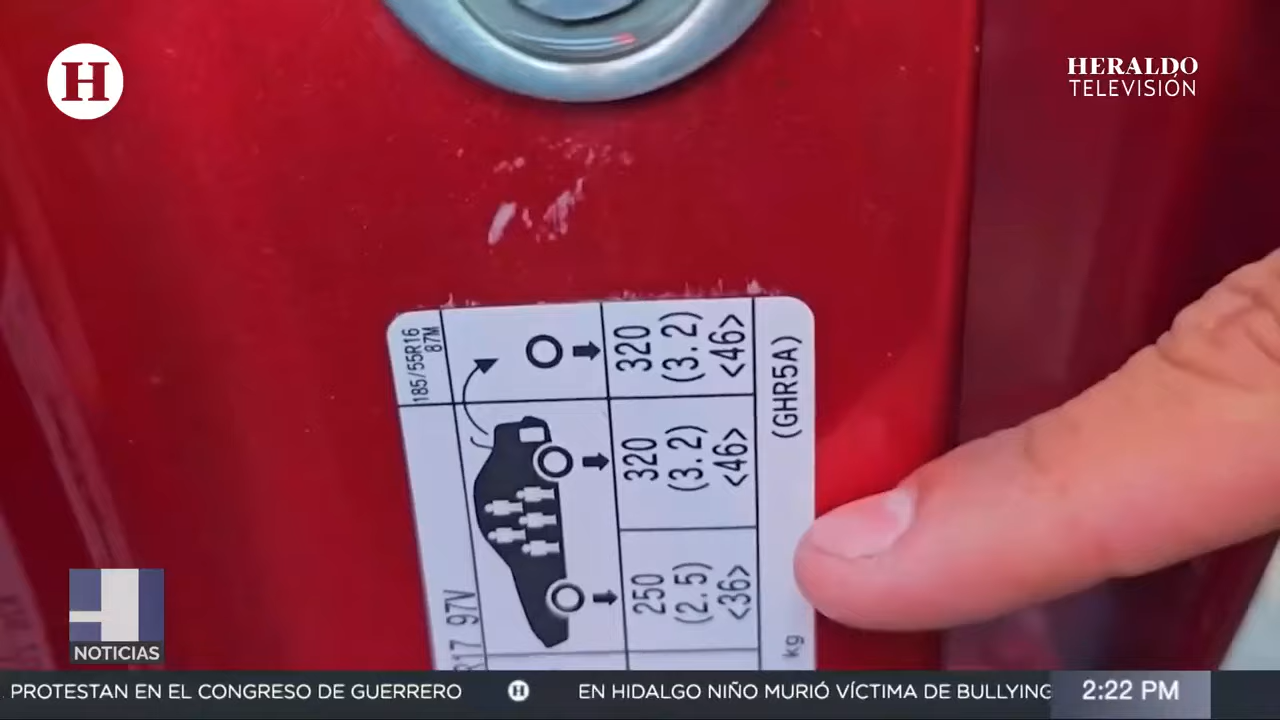 H
HERALDO
TELEVISIÓN
185/55R16
87M
320
(3.2)
<46>
(GHR5A)
320
(3.2)
<46>
250
(2.5)
<36>
R17 97V
kg
NOTICIAS
PROTESTAN EN EL CONGRESO DE GUERRERO
H
EN HIDALGO NIÑO MURIÓ VÍCTIMA DE BULLYING
2:22 PM